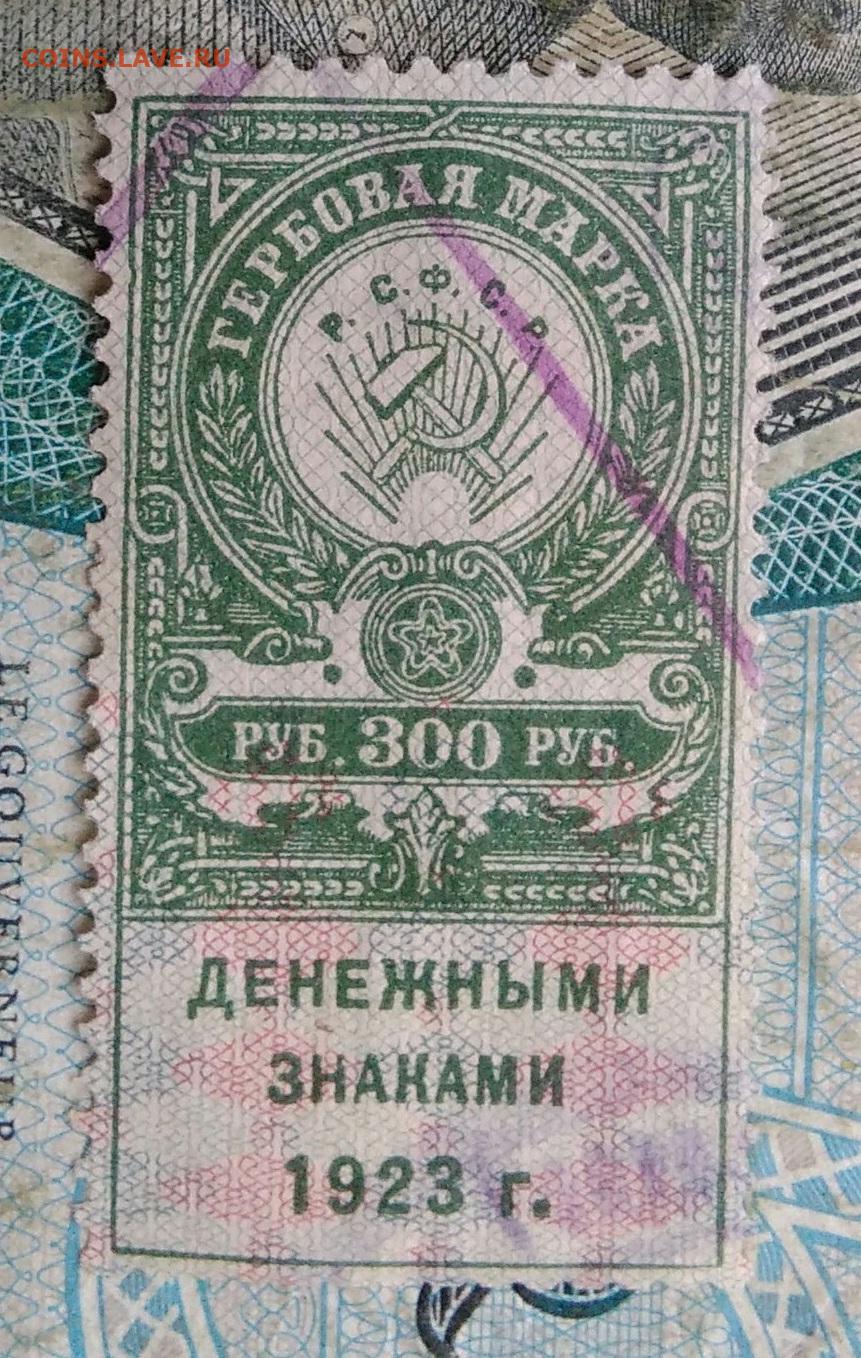 COINS.LAVE.RU
ГЕРБОВАЯ МАРКА
Р. С. Ф. С. Р.
РУБ. 300 РУБ.
ДЕНЕЖНЫМИ
ЗНАКАМИ
1923 г.
LE GOUVERNEUR